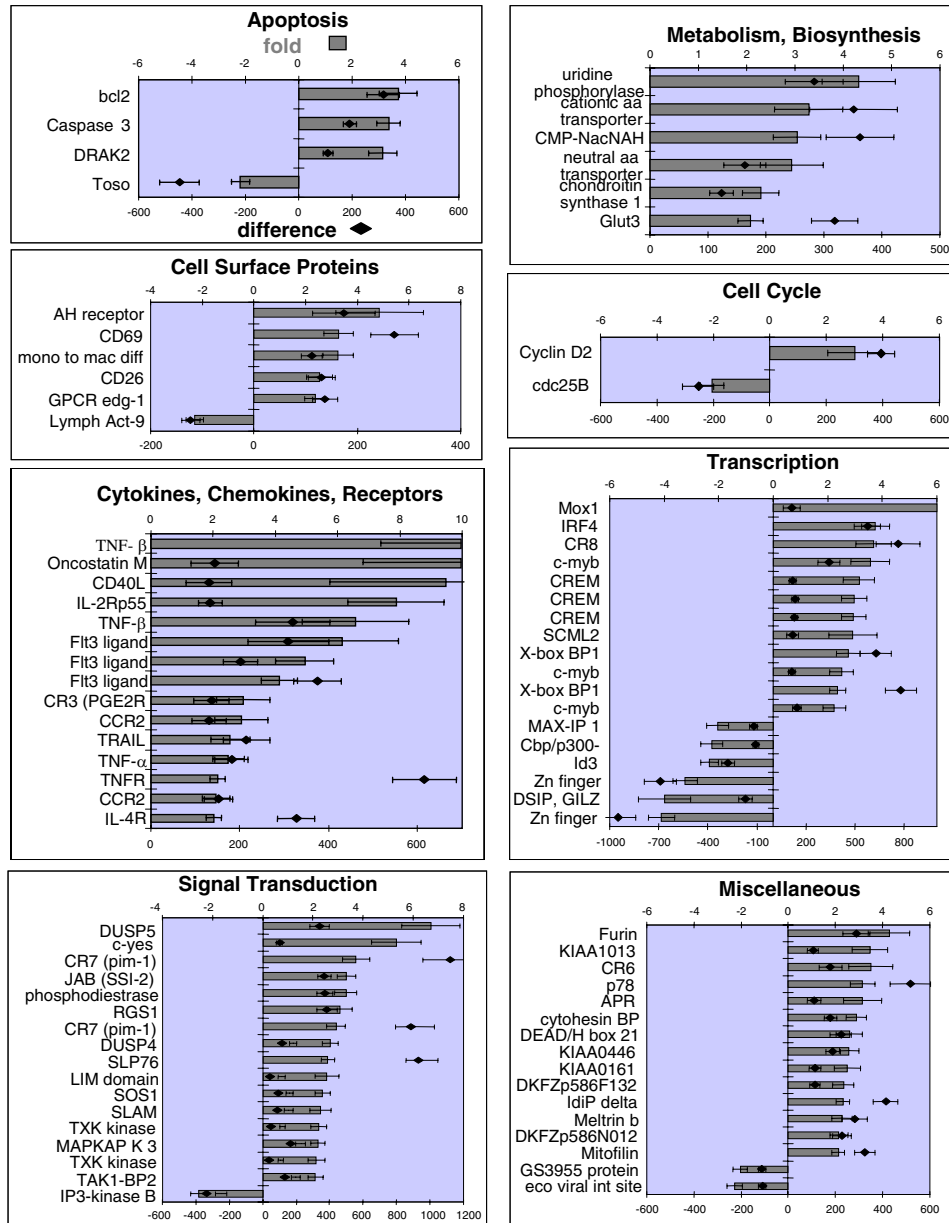 Apoptosis
fold
-6 -4 -2 0 2 4 6
bcl2
Caspase 3
DRAK2
Toso
-600 -400 -200 0 200 400 600
difference
Metabolism, Biosynthesis
0 1 2 3 4 5 6
uridine
phosphorylase
cationic aa
transporter
CMP-NacNAH
neutral aa
transporter
chondroitin
synthase 1
Glut3
0 100 200 300 400 500
Cell Surface Proteins
-4 -2 0 2 4 6 8
AH receptor
CD69
mono to mac diff
CD26
GPCR edg-1
Lymph Act-9
-200 0 200 400
Cell Cycle
-6 -4 -2 0 2 4 6
Cyclin D2
cdc25B
-600 -400 -200 0 200 400 600
Cytokines, Chemokines, Receptors
0 2 4 6 8 10
TNF- β
Oncostatin M
CD40L
IL-2Rp55
TNF-β
Flt3 ligand
Flt3 ligand
Flt3 ligand
CR3 (PGE2R
CCR2
TRAIL
TNF-α
TNFR
CCR2
IL-4R
0 200 400 600
Transcription
-6 -4 -2 0 2 4 6
Mox1
IRF4
CR8
c-myb
CREM
CREM
CREM
SCML2
X-box BP1
c-myb
X-box BP1
c-myb
MAX-IP 1
Cbp/p300-
Id3
Zn finger
DSIP, GILZ
Zn finger
-1000 -700 -400 -100 200 500 800
Signal Transduction
-4 -2 0 2 4 6 8
DUSP5
c-yes
CR7 (pim-1)
JAB (SSI-2)
phosphodiestrase
RGS1
CR7 (pim-1)
DUSP4
SLP76
LIM domain
SOS1
SLAM
TXK kinase
MAPKAP K 3
TXK kinase
TAK1-BP2
IP3-kinase B
-600 -400 -200 0 200 400 600 800 1000 1200
Miscellaneous
-6 -4 -2 0 2 4 6
Furin
KIAA1013
CR6
p78
APR
cytohesin BP
DEAD/H box 21
KIAA0446
KIAA0161
DKFZp586F132
IdiP delta
Meltrin b
DKFZp586N012
Mitofilin
GS3955 protein
eco viral int site
-600 -400 -200 0 200 400 600